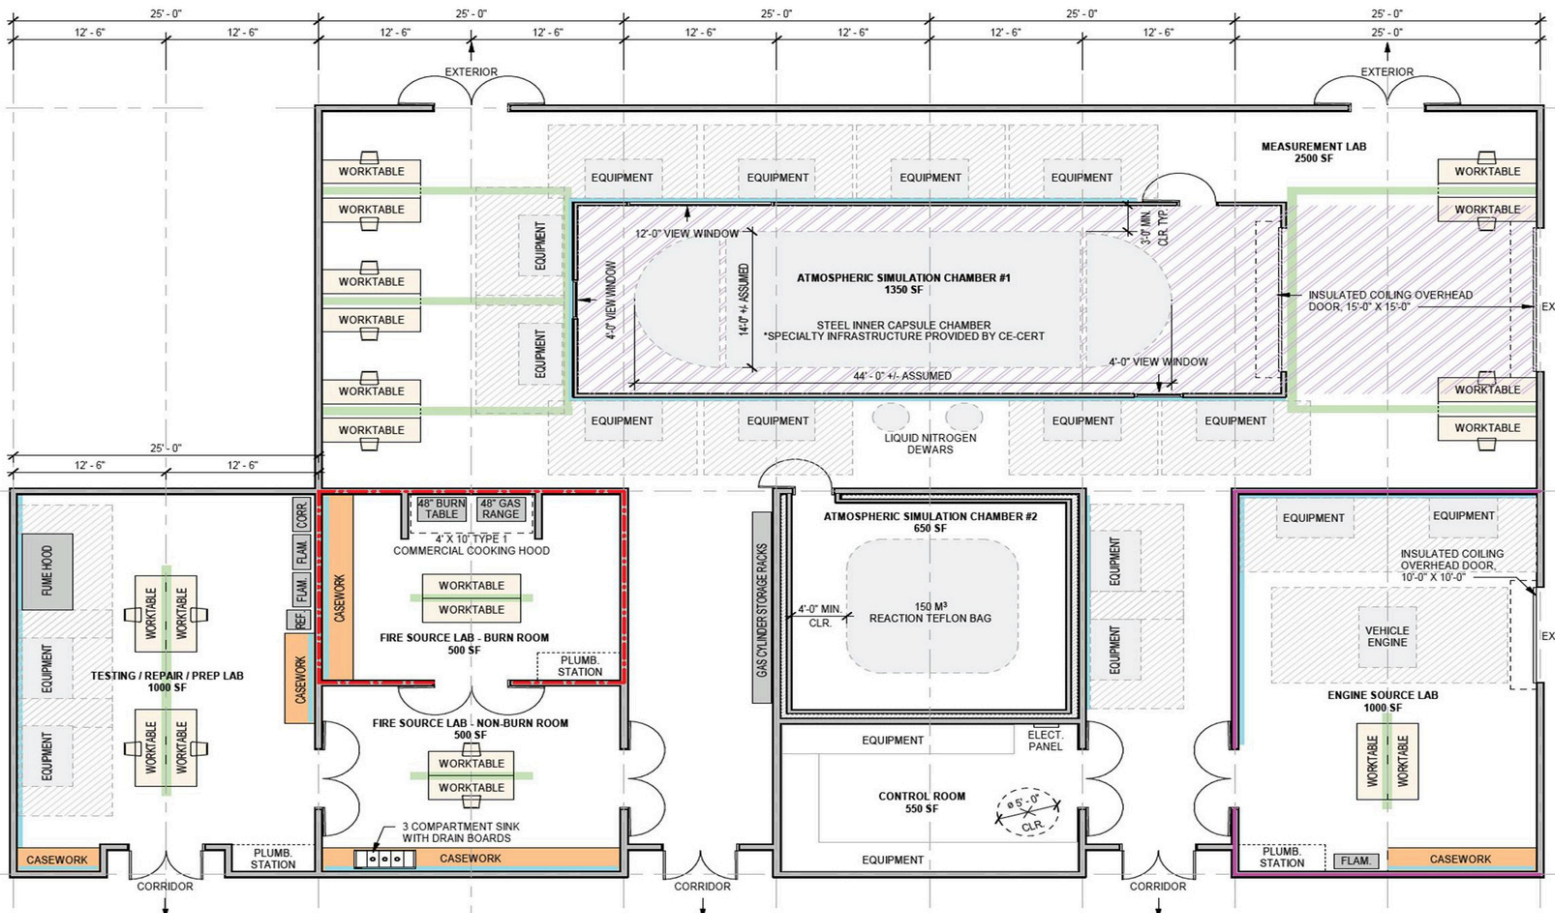 25' - 0"
25' - 0"
25' - 0"
25' - 0"
25' - 0"
12' - 6"
12' - 6"
12' - 6"
12' - 6"
12' - 6"
12' - 6"
12' - 6"
12' - 6"
25' - 0"
EXTERIOR
EXTERIOR
MEASUREMENT LAB
2500 SF
WORKTABLE
WORKTABLE
EQUIPMENT
EQUIPMENT
EQUIPMENT
EQUIPMENT
WORKTABLE
WORKTABLE
EQUIPMENT
12'-0" VIEW WINDOW
3'-0" MIN.
CLR. TYP.
WORKTABLE
WORKTABLE
EQUIPMENT
4'-0" VIEW WINDOW
14'-0" +/- ASSUMED
ATMOSPHERIC SIMULATION CHAMBER #1
1350 SF
STEEL INNER CAPSULE CHAMBER
*SPECIALTY INFRASTRUCTURE PROVIDED BY CE-CERT
INSULATED COILING OVERHEAD
DOOR, 15'-0" X 15'-0"
EX
4'-0" VIEW WINDOW
44' - 0" +/- ASSUMED
WORKTABLE
WORKTABLE
WORKTABLE
WORKTABLE
EQUIPMENT
EQUIPMENT
LIQUID NITROGEN
DEWARS
EQUIPMENT
EQUIPMENT
25' - 0"
12' - 6"
12' - 6"
FUME HOOD
CORR.
FLAM.
FLAM.
REF.
CASEWORK
WORKTABLE
WORKTABLE
EQUIPMENT
TESTING / REPAIR / PREP LAB
1000 SF
EQUIPMENT
WORKTABLE
WORKTABLE
CASEWORK
PLUMB.
STATION
CORRIDOR
CASEWORK
48" BURN
TABLE
48" GAS
RANGE
4' X 10' TYPE 1
COMMERCIAL COOKING HOOD
WORKTABLE
WORKTABLE
FIRE SOURCE LAB - BURN ROOM
500 SF
PLUMB.
STATION
FIRE SOURCE LAB - NON-BURN ROOM
500 SF
WORKTABLE
WORKTABLE
3 COMPARTMENT SINK
WITH DRAIN BOARDS
CASEWORK
CORRIDOR
GAS CYLINDER STORAGE RACKS
ATMOSPHERIC SIMULATION CHAMBER #2
650 SF
4'-0" MIN.
CLR.
150 M³
REACTION TEFLON BAG
ELECT.
PANEL
EQUIPMENT
CONTROL ROOM
550 SF
ø 5' - 0"
CLR.
EQUIPMENT
EQUIPMENT
EQUIPMENT
CORRIDOR
EQUIPMENT
EQUIPMENT
INSULATED COILING
OVERHEAD DOOR,
10'-0" X 10'-0"
EX
VEHICLE
ENGINE
ENGINE SOURCE LAB
1000 SF
WORKTABLE
WORKTABLE
PLUMB.
STATION
FLAM.
CASEWORK